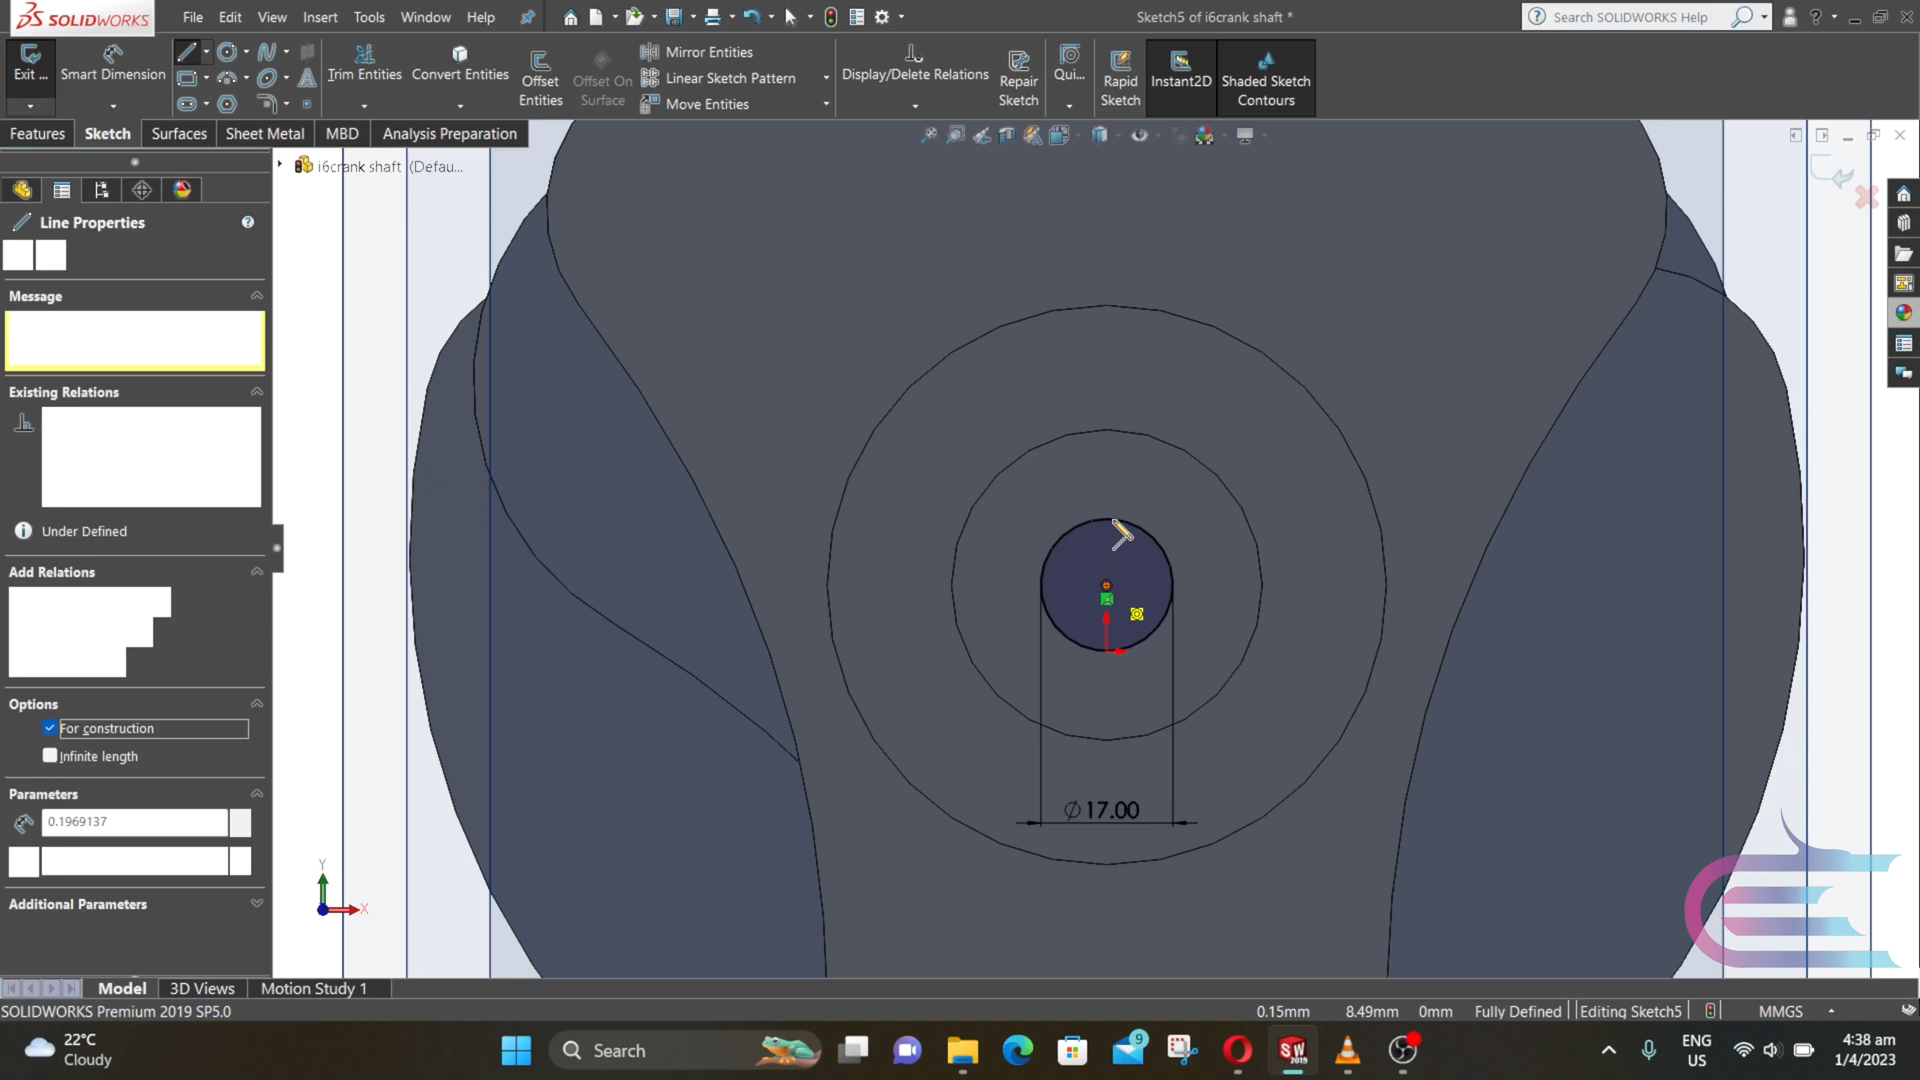 SOLIDWORKS
File Edit View Insert Tools Window Help
Sketch5 of i6crank shaft *
Search SOLIDWORKS Help
Exit ...
Smart Dimension
Trim Entities
Convert Entities
Offset Entities
Offset On Surface
Mirror Entities
Linear Sketch Pattern
Move Entities
Display/Delete Relations
Repair Sketch
Qui...
Rapid Sketch
Instant2D
Shaded Sketch Contours
Features Sketch Surfaces Sheet Metal MBD Analysis Preparation
i6crank shaft (Defau...
Line Properties
Message
Existing Relations
Under Defined
Add Relations
Options
For construction
Infinite length
Parameters
0.1969137
Additional Parameters
∅17.00
Y
X
Model 3D Views Motion Study 1
SOLIDWORKS Premium 2019 SP5.0
0.15mm 8.49mm 0mm Fully Defined Editing Sketch5 MMGS
22°C
Cloudy
Search
9
SW
2019
ENG
US
4:38 am
1/4/2023